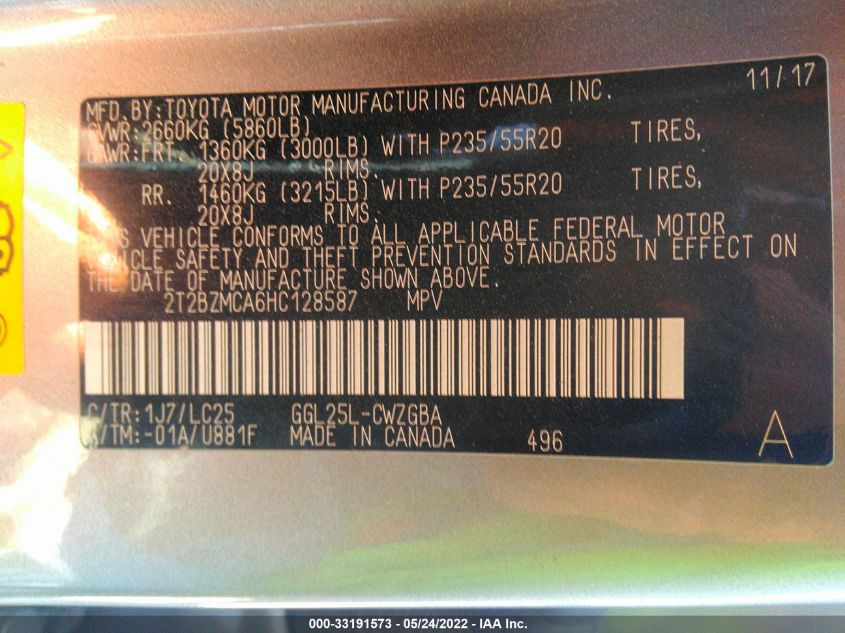 11/17
MFD.BY:TOYOTA MOTOR MANUFACTURING CANADA INC.
GVWR:2660KG (5860LB)
GAWR:FRT. 1360KG (3000LB) WITH P235/55R20 TIRES,
20X8J RIMS.
RR. 1460KG (3215LB) WITH P235/55R20 TIRES,
20X8J RIMS.
THIS VEHICLE CONFORMS TO ALL APPLICABLE FEDERAL MOTOR
VEHICLE SAFETY AND THEFT PREVENTION STANDARDS IN EFFECT ON
THE DATE OF MANUFACTURE SHOWN ABOVE.
2T2BZMCA6HC128587 MPV
C/TR:1J7/LC25 GGL25L-CWZGBA
A/TM:-01A/U881F MADE IN CANADA 496 A
000-33191573 — 05/24/2022 — IAA Inc.